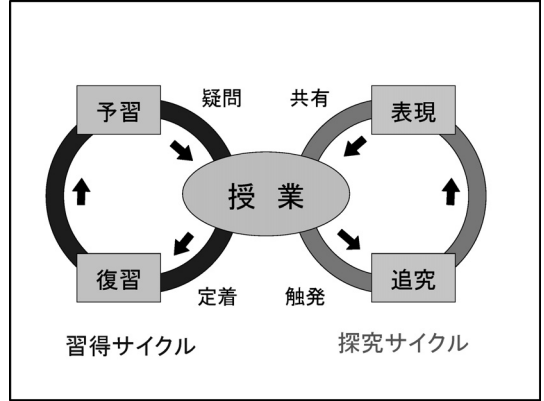 疑問
共有
予習
表現
授業
復習
追究
定着
触発
習得サイクル
探究サイクル